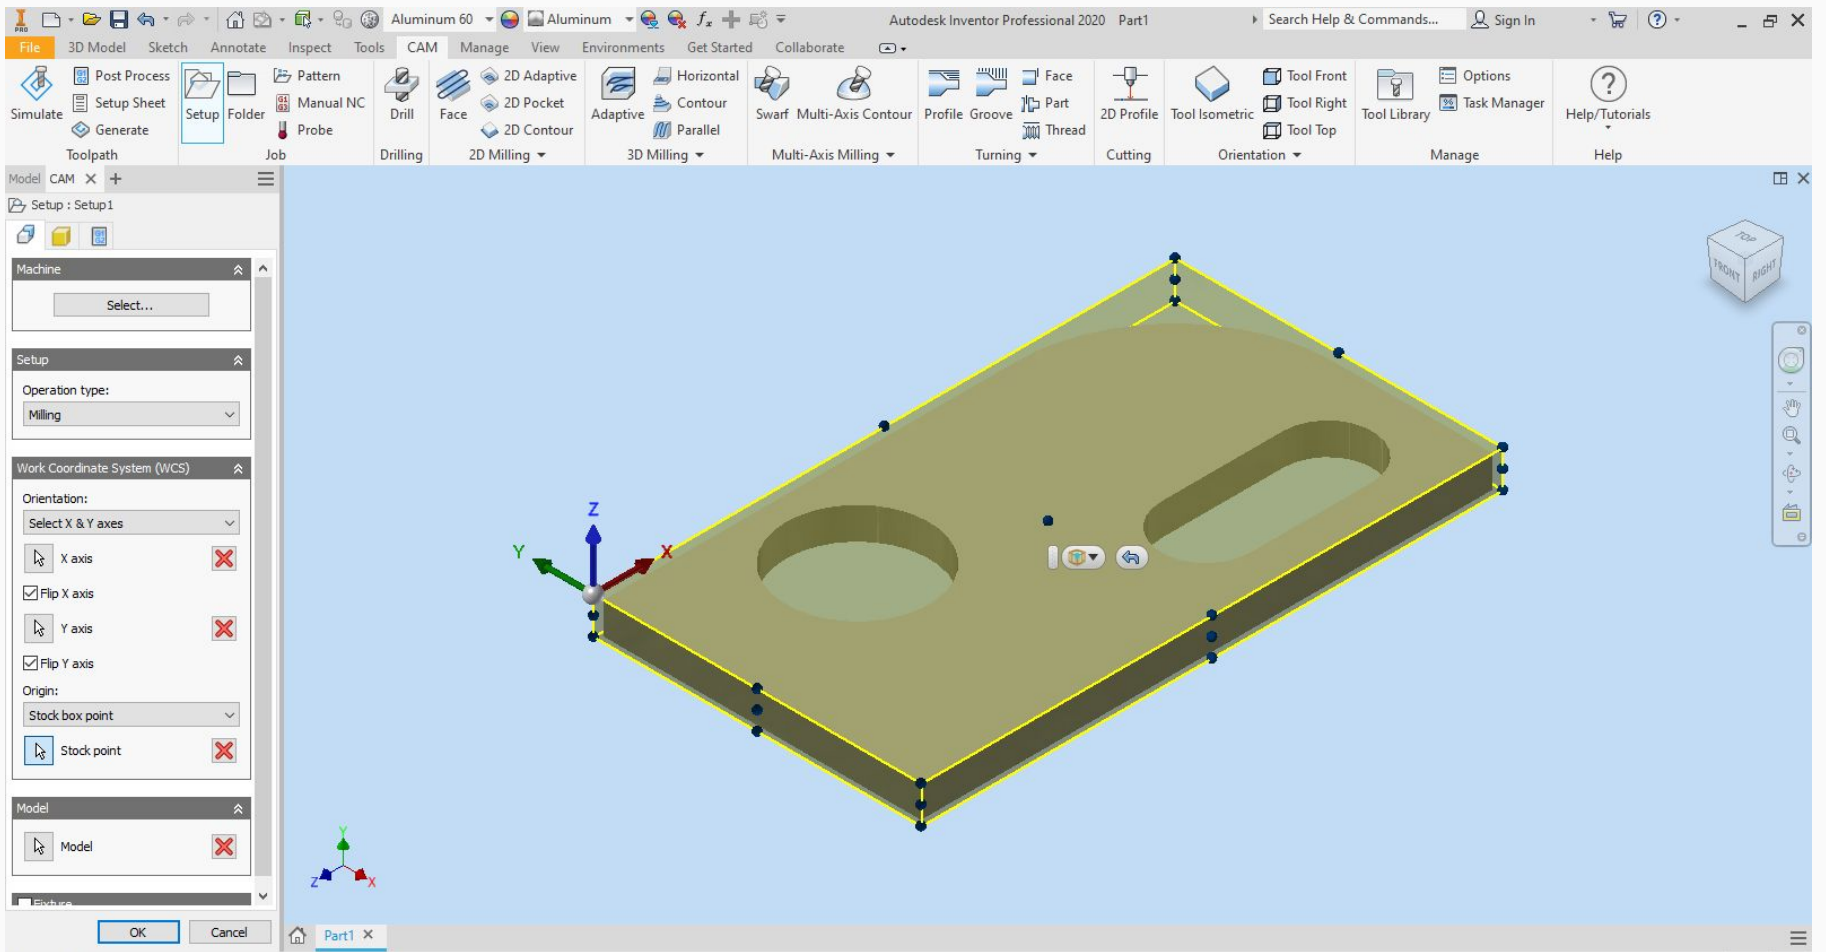 PRO
Aluminum 60
Aluminum
fx
Autodesk Inventor Professional 2020 Part1
Search Help & Commands...
Sign In
File 3D Model Sketch Annotate Inspect Tools CAM Manage View Environments Get Started Collaborate
Simulate
Post Process
Setup Sheet
Generate
Toolpath
Setup
Folder
Pattern
Manual NC
Probe
Job
Drill
Drilling
Face
2D Adaptive
2D Pocket
2D Contour
2D Milling
Adaptive
Horizontal
Contour
Parallel
3D Milling
Swarf
Multi-Axis Contour
Multi-Axis Milling
Profile
Groove
Face
Part
Thread
Turning
2D Profile
Cutting
Tool Isometric
Tool Front
Tool Right
Tool Top
Orientation
Tool Library
Options
Task Manager
Manage
Help/Tutorials
Help
Model CAM
Setup : Setup1
Machine
Select...
Setup
Operation type:
Milling
Work Coordinate System (WCS)
Orientation:
Select X & Y axes
X axis
Flip X axis
Y axis
Flip Y axis
Origin:
Stock box point
Stock point
Model
Model
Fixture
OK
Cancel
Z
Y
X
TOP
FRONT
RIGHT
Y
Z
X
Part1